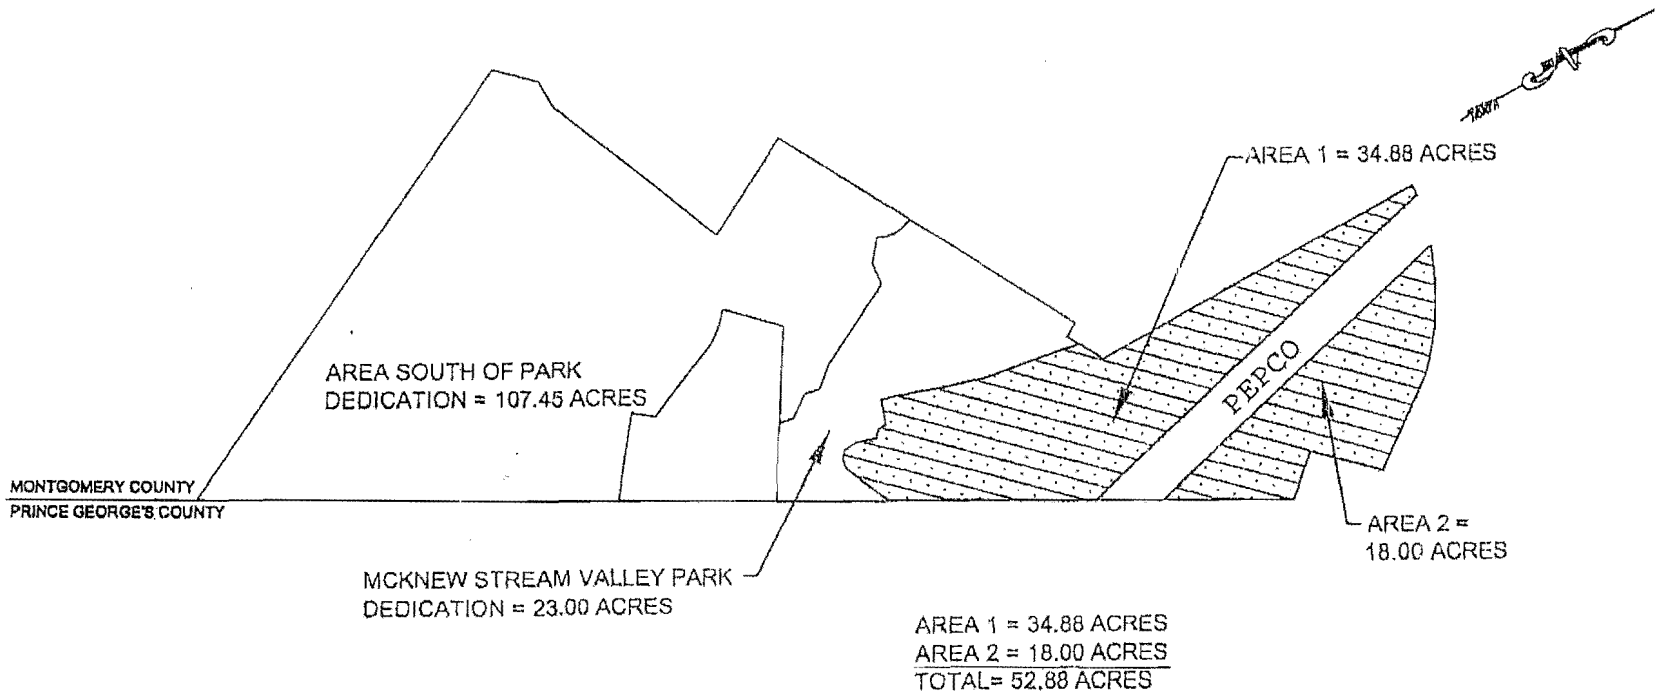 AREA 1 = 34.88 ACRES
PEPCO
AREA SOUTH OF PARK
DEDICATION = 107.45 ACRES
MONTGOMERY COUNTY
PRINCE GEORGE'S COUNTY
AREA 2 =
18.00 ACRES
MCKNEW STREAM VALLEY PARK
DEDICATION = 23.00 ACRES
AREA 1 = 34.88 ACRES
AREA 2 = 18.00 ACRES
TOTAL= 52.88 ACRES